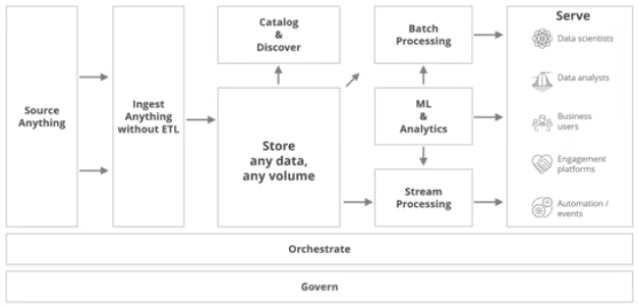 Source
Anything
Ingest
Anything
without ETL
Catalog
&
Discover
Store
any data,
any volume
Batch
Processing
ML
&
Analytics
Stream
Processing
Serve
Data scientists
Data analysts
Business
users
Engagement
platforms
Automation /
events
Orchestrate
Govern